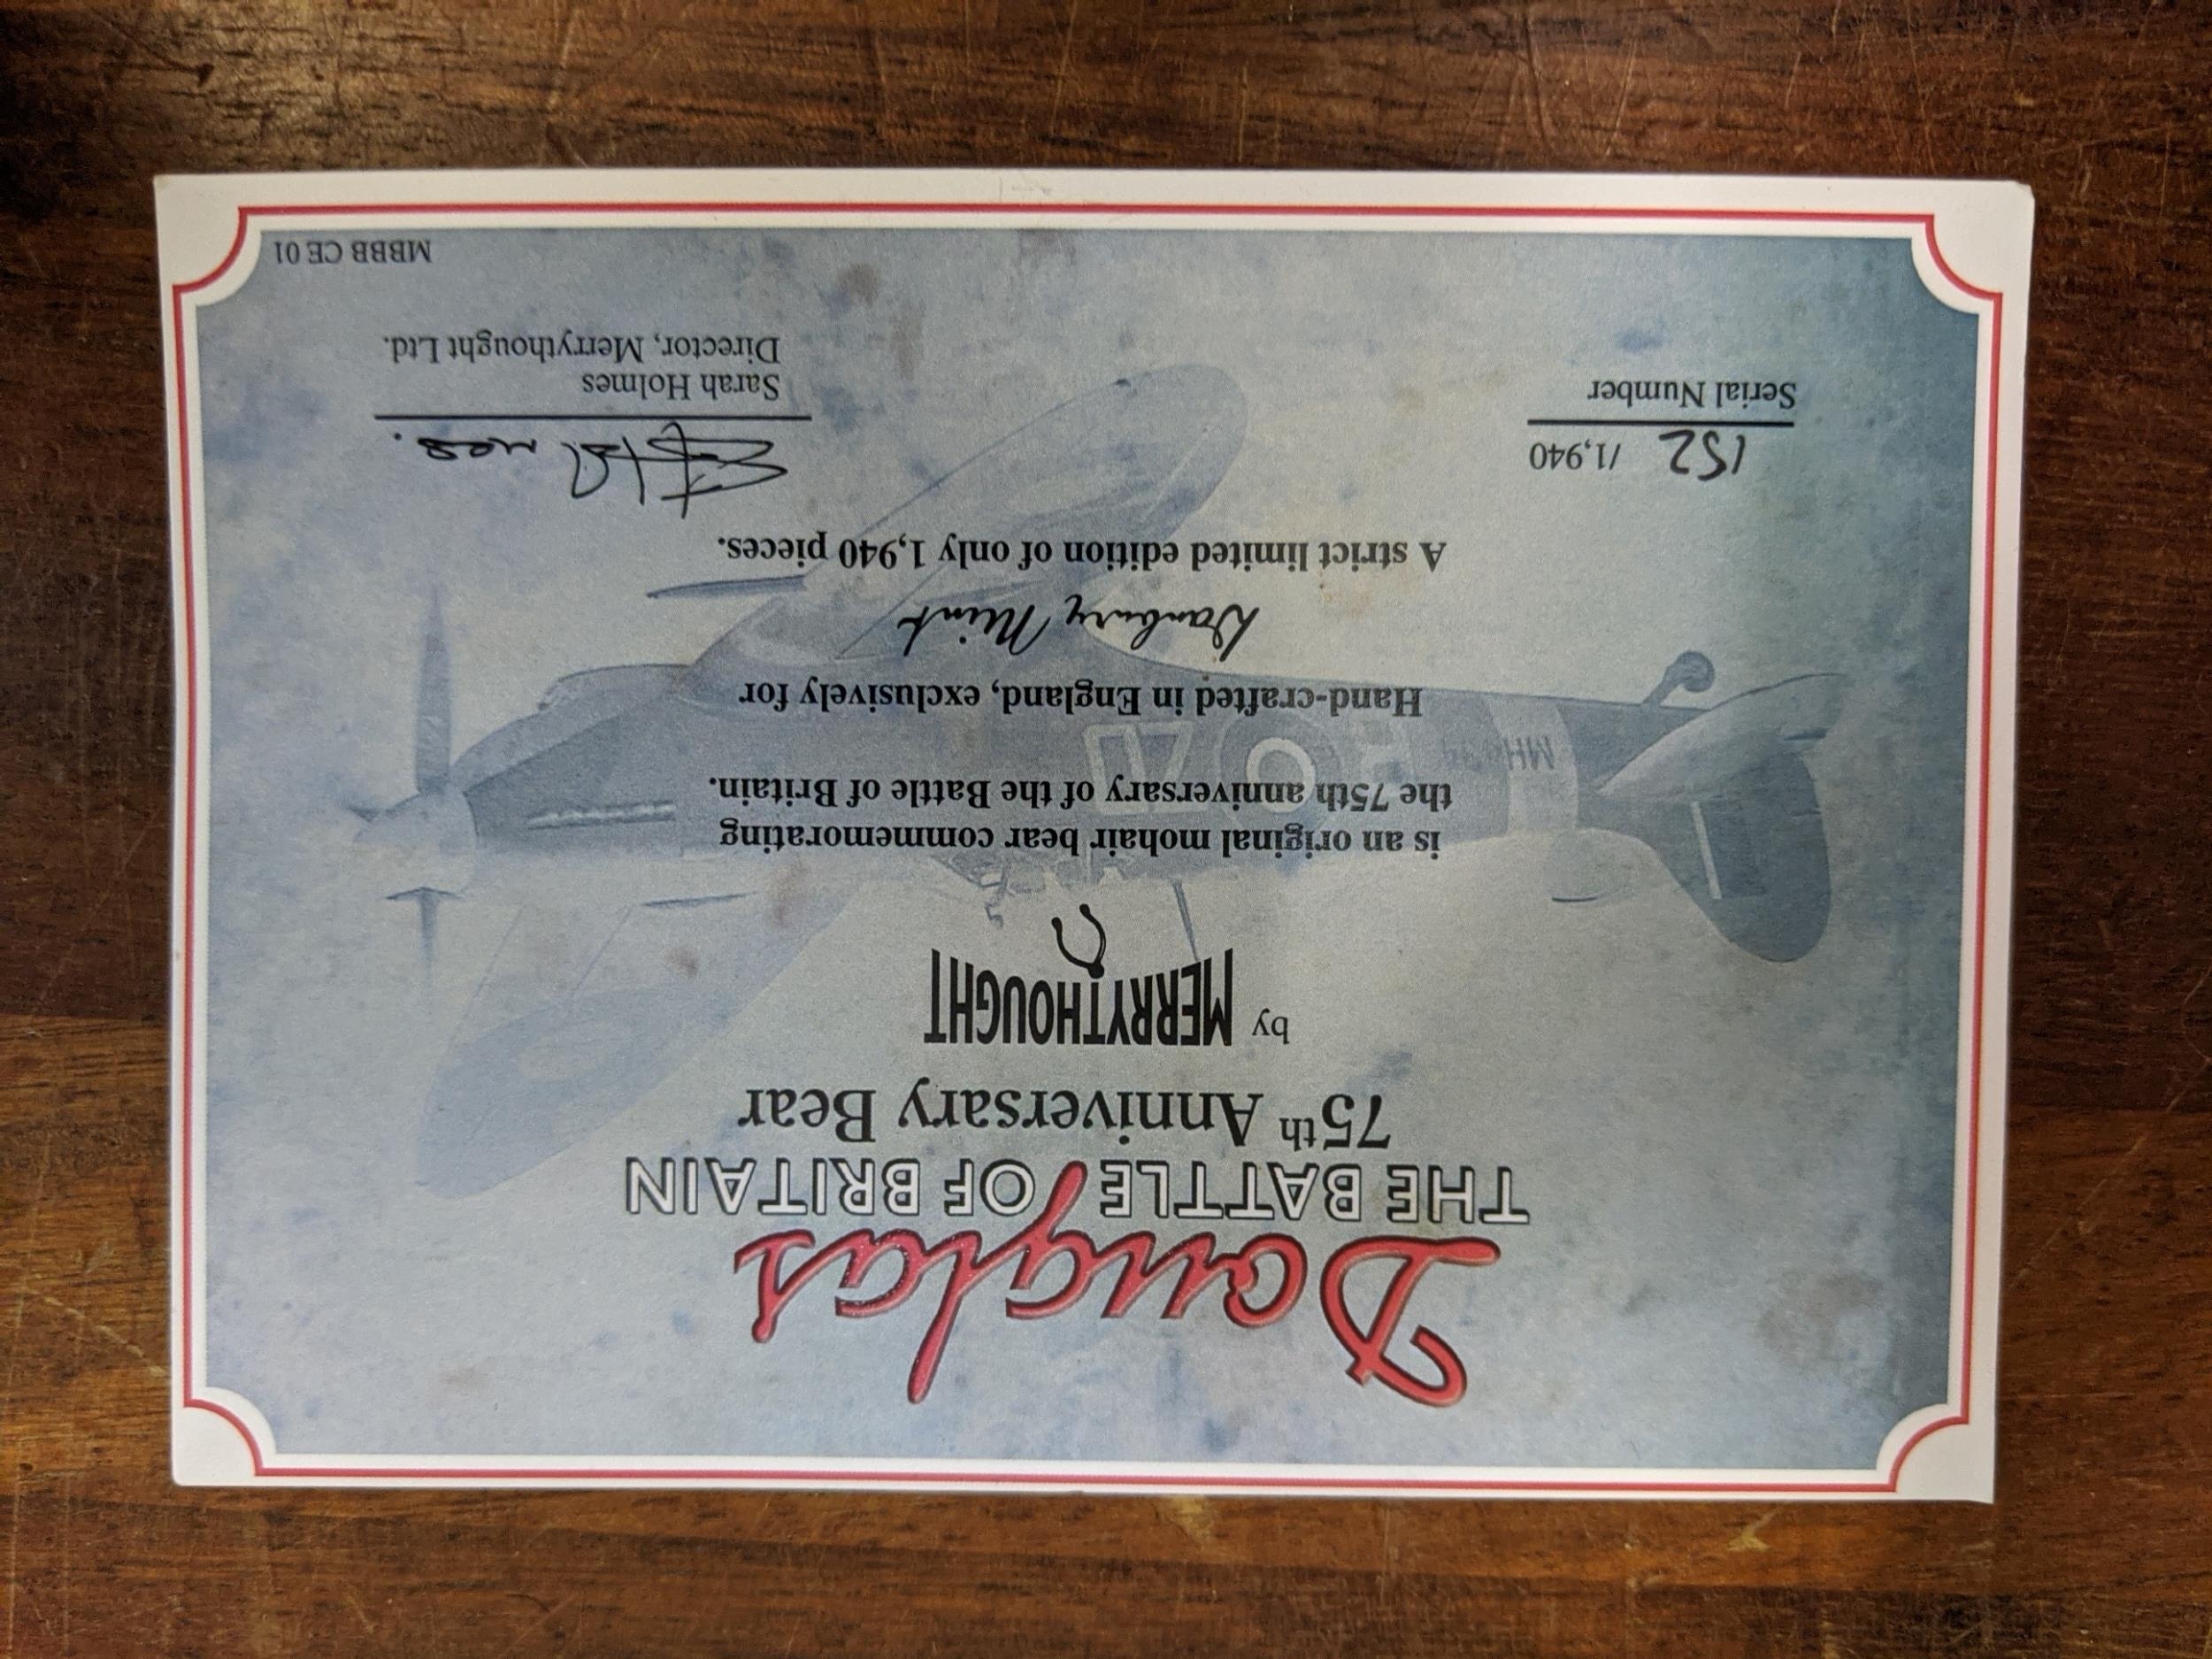 Douglas
THE BATTLE OF BRITAIN
75th Anniversary Bear
by MERRYTHOUGHT
is an original mohair bear commemorating
the 75th anniversary of the Battle of Britain.
Hand-crafted in England, exclusively for
Danbury Mint
A strict limited edition of only 1,940 pieces.
152 /1,940
Serial Number
Sarah Holmes
Director, Merrythought Ltd.
MBBB CE 01